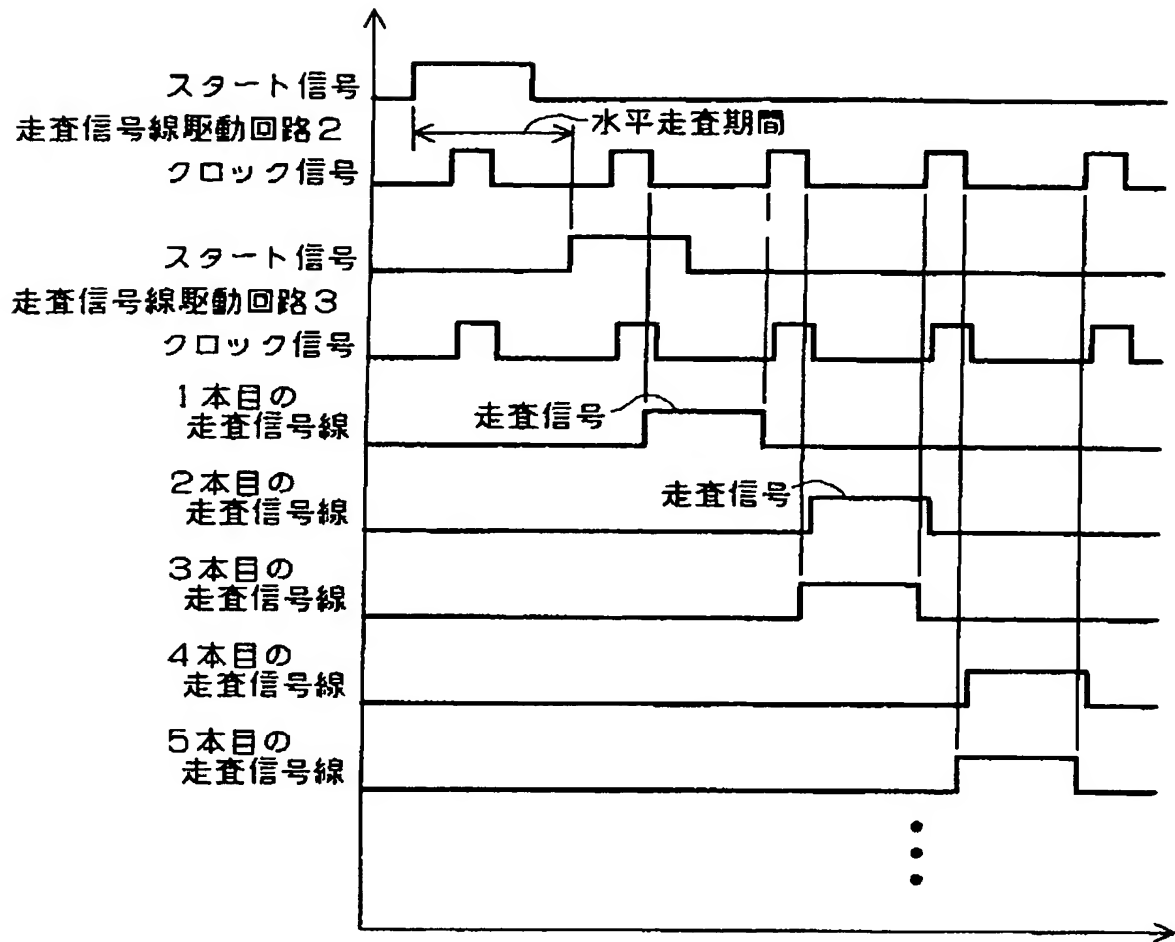 スタート信号
走査信号線駆動回路2
水平走査期間
クロック信号
スタート信号
走査信号線駆動回路3
クロック信号
1本目の
走査信号線
走査信号
2本目の
走査信号線
走査信号
3本目の
走査信号線
4本目の
走査信号線
5本目の
走査信号線